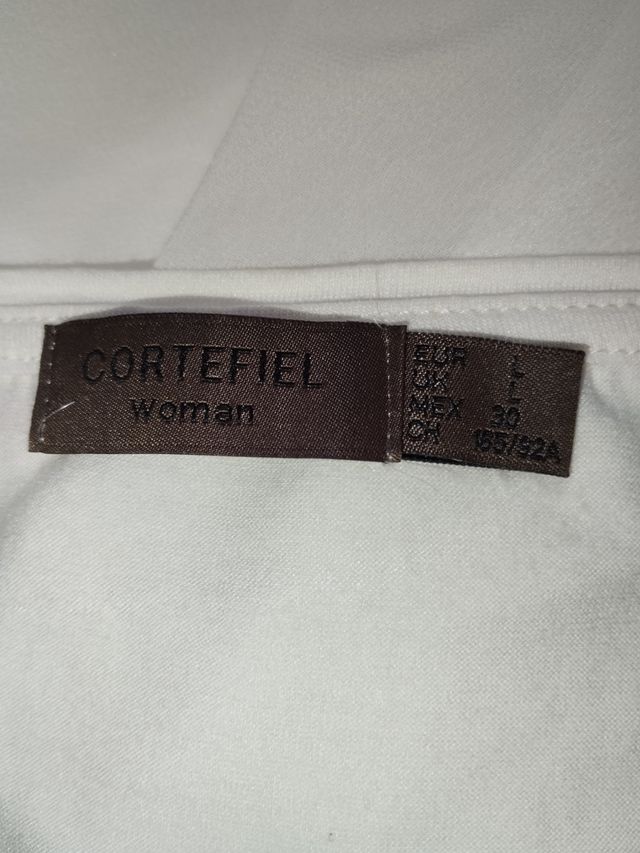 CORTEFIEL
woman
EUR
UK
MEX 30
CH 165/92A